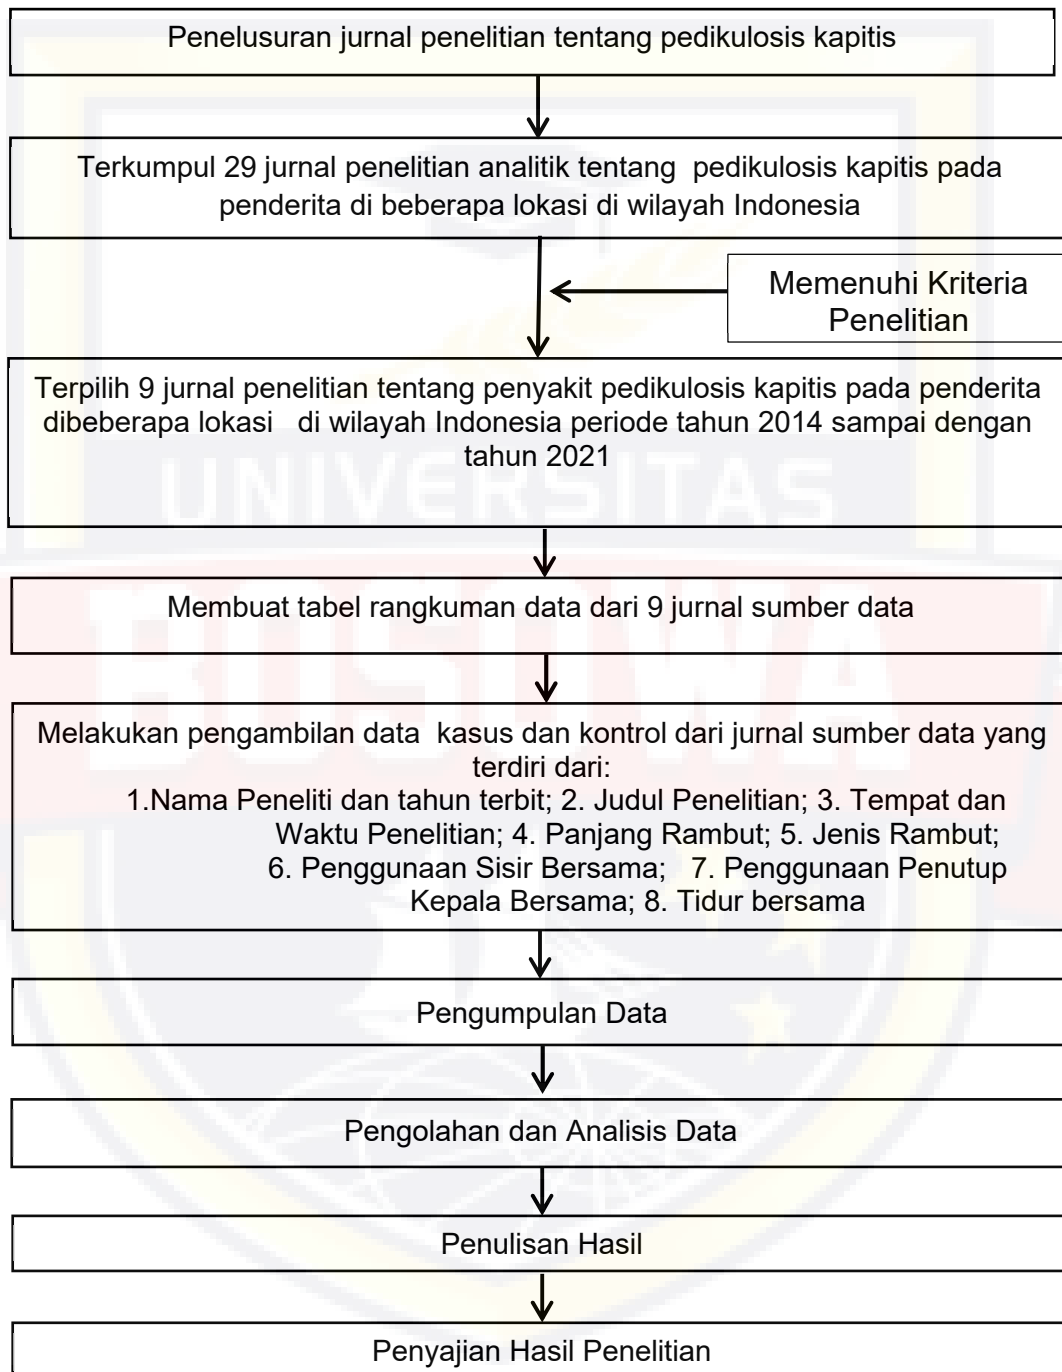 Penelusuran jurnal penelitian tentang pedikulosis kapitis
Terkumpul 29 jurnal penelitian analitik tentang pedikulosis kapitis pada
penderita di beberapa lokasi di wilayah Indonesia
Memenuhi Kriteria
Penelitian
Terpilih 9 jurnal penelitian tentang penyakit pedikulosis kapitis pada penderita
dibeberapa lokasi di wilayah Indonesia periode tahun 2014 sampai dengan
tahun 2021
UNIVERSITAS
Membuat tabel rangkuman data dari 9 jurnal sumber data
BOSOWA
Melakukan pengambilan data kasus dan kontrol dari jurnal sumber data yang
terdiri dari:
1.Nama Peneliti dan tahun terbit; 2. Judul Penelitian; 3. Tempat dan
Waktu Penelitian; 4. Panjang Rambut; 5. Jenis Rambut;
6. Penggunaan Sisir Bersama; 7. Penggunaan Penutup
Kepala Bersama; 8. Tidur bersama
Pengumpulan Data
Pengolahan dan Analisis Data
Penulisan Hasil
Penyajian Hasil Penelitian